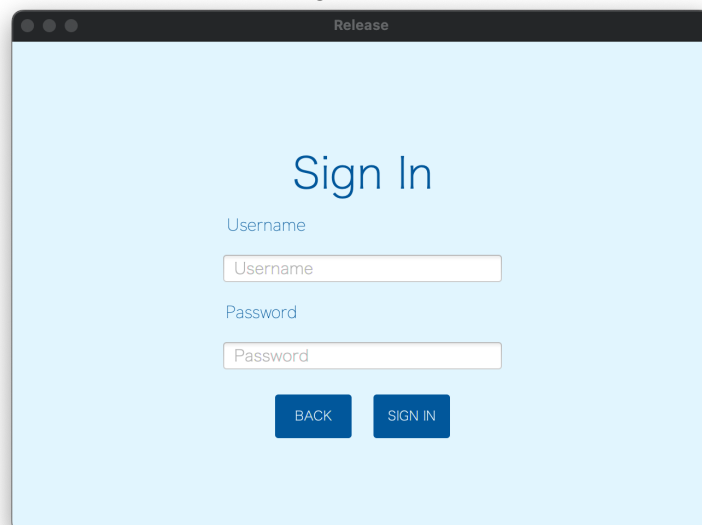 Release
Sign In
Username
Username
Password
Password
BACK SIGN IN